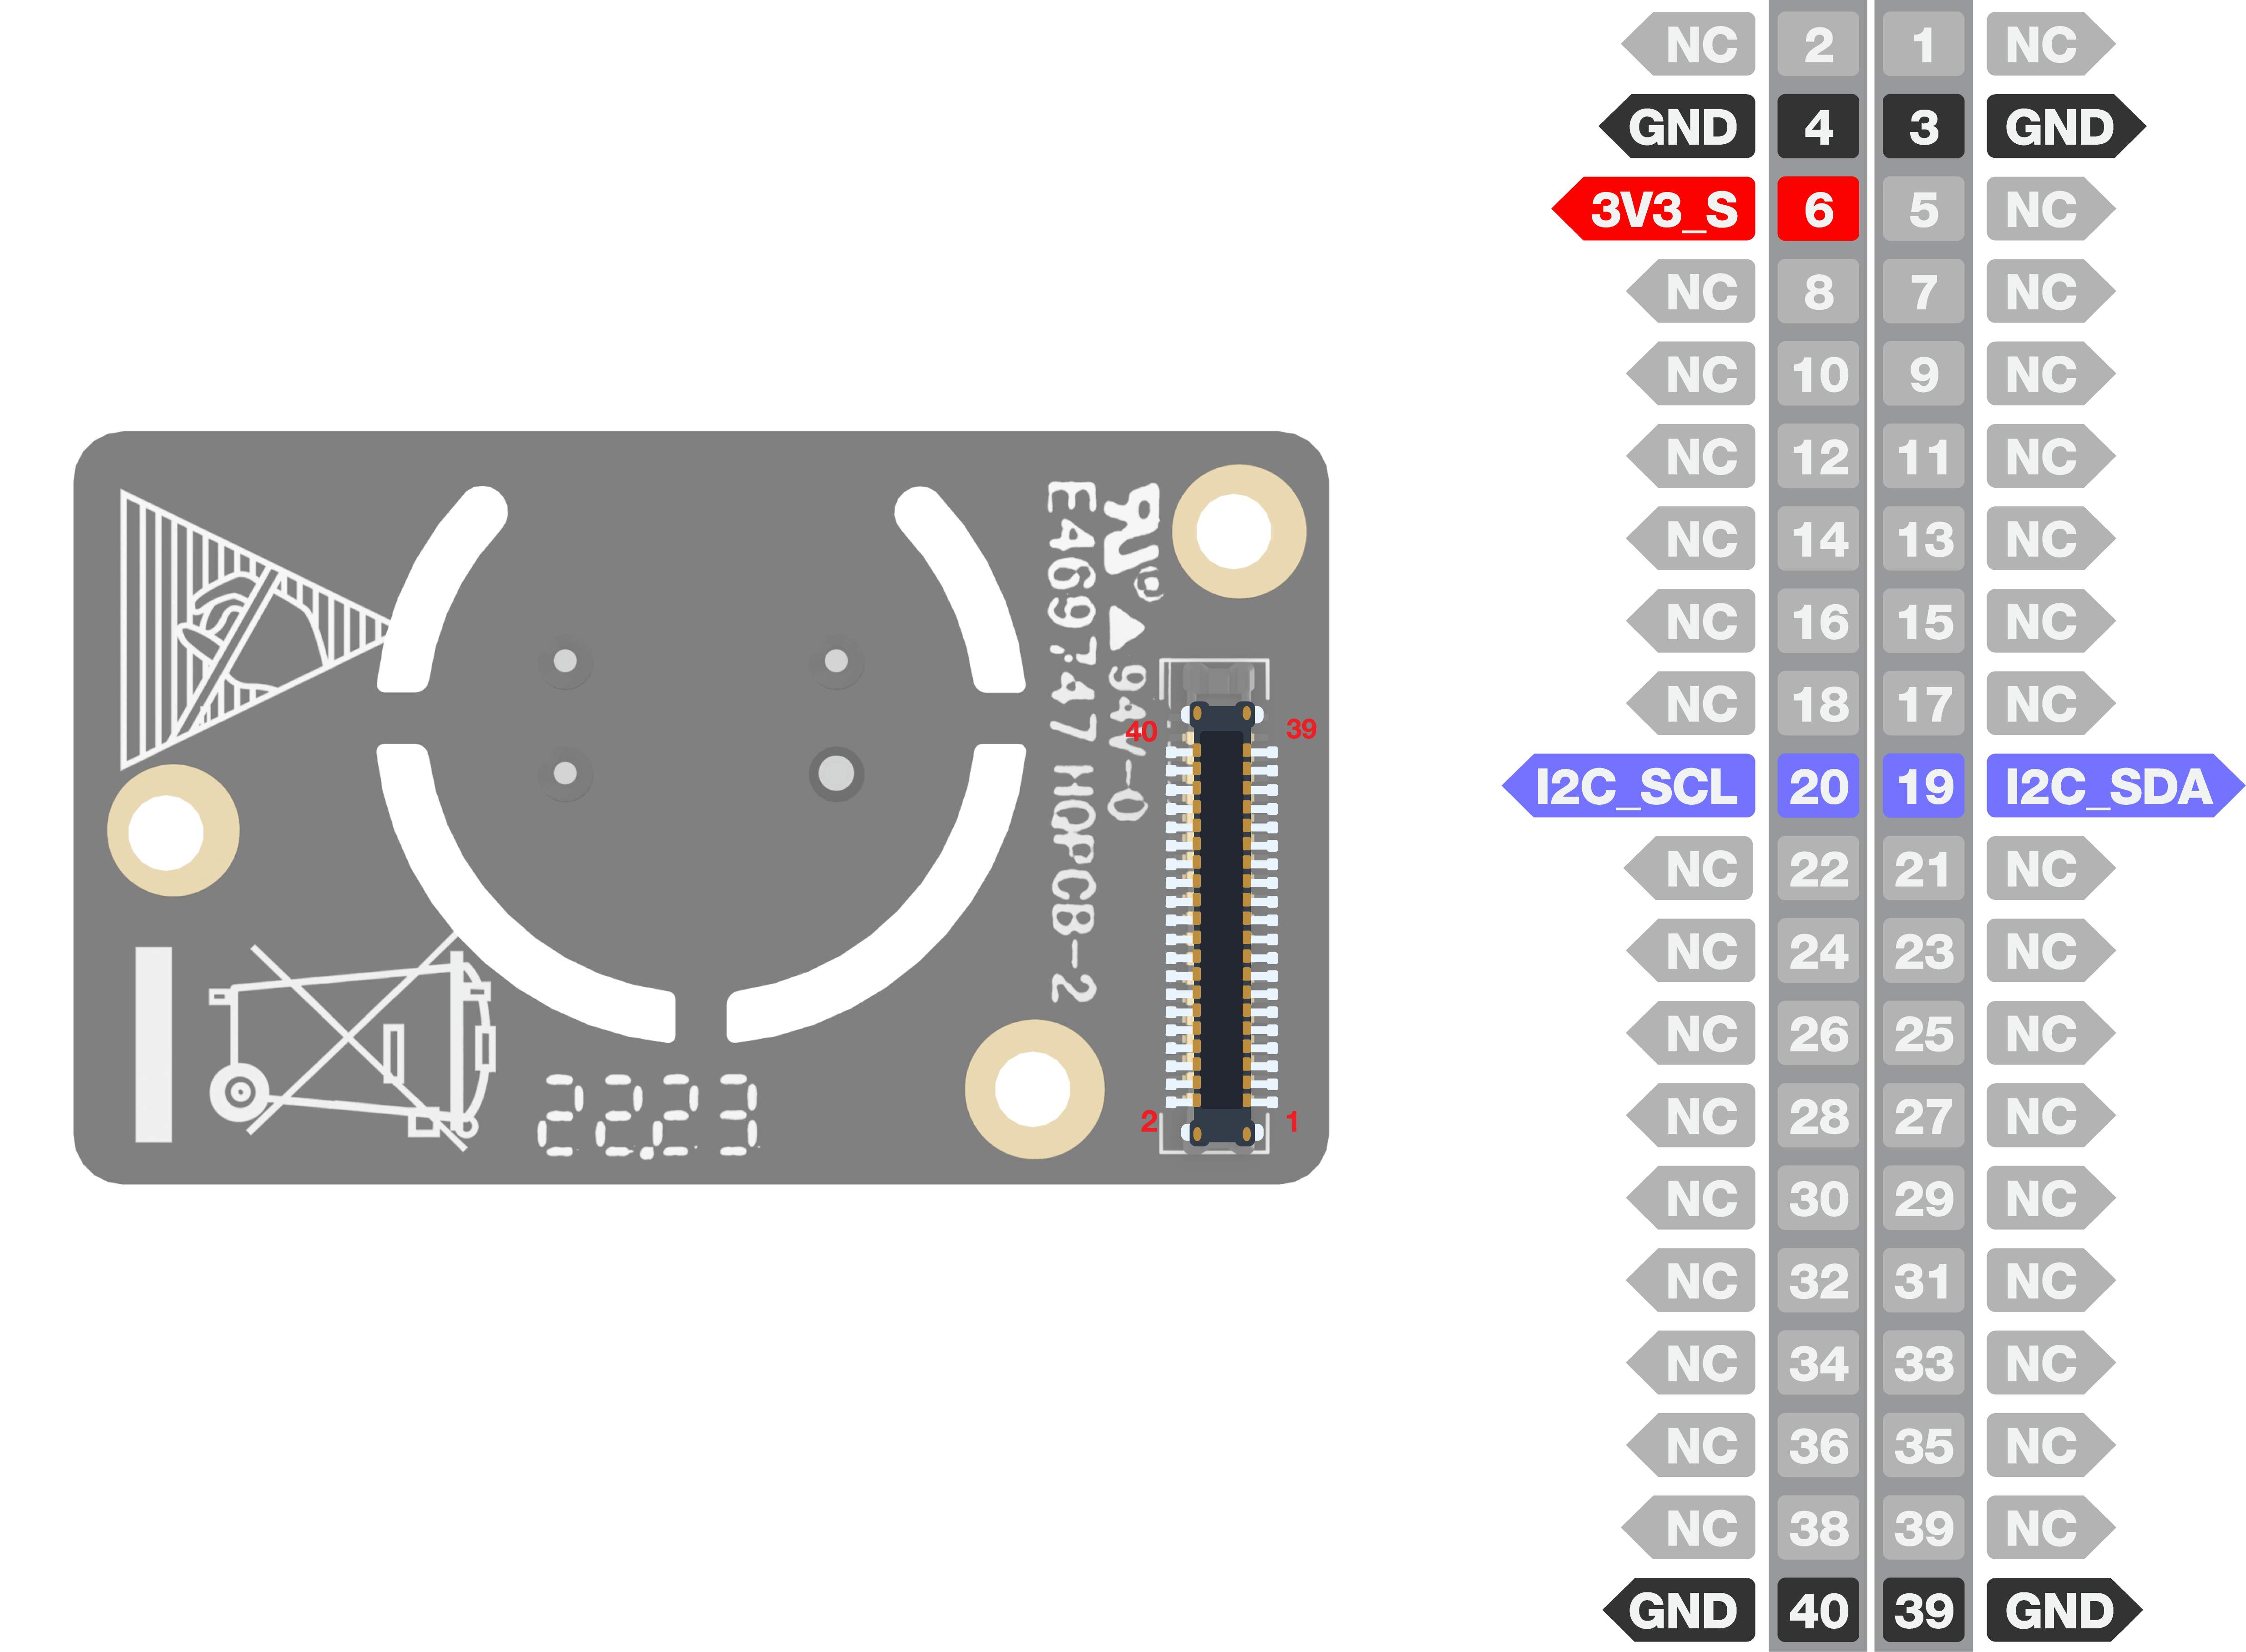 NC 2 1 NC
GND 4 3 GND
3V3_S 6 5 NC
NC 8 7 NC
NC 10 9 NC
NC 12 11 NC
NC 14 13 NC
NC 16 15 NC
NC 18 17 NC
I2C_SCL 20 19 I2C_SDA
NC 22 21 NC
NC 24 23 NC
NC 26 25 NC
NC 28 27 NC
NC 30 29 NC
NC 32 31 NC
NC 34 33 NC
NC 36 35 NC
NC 38 39 NC
GND 40 39 GND
40 39
2 1
94V-0
22.23